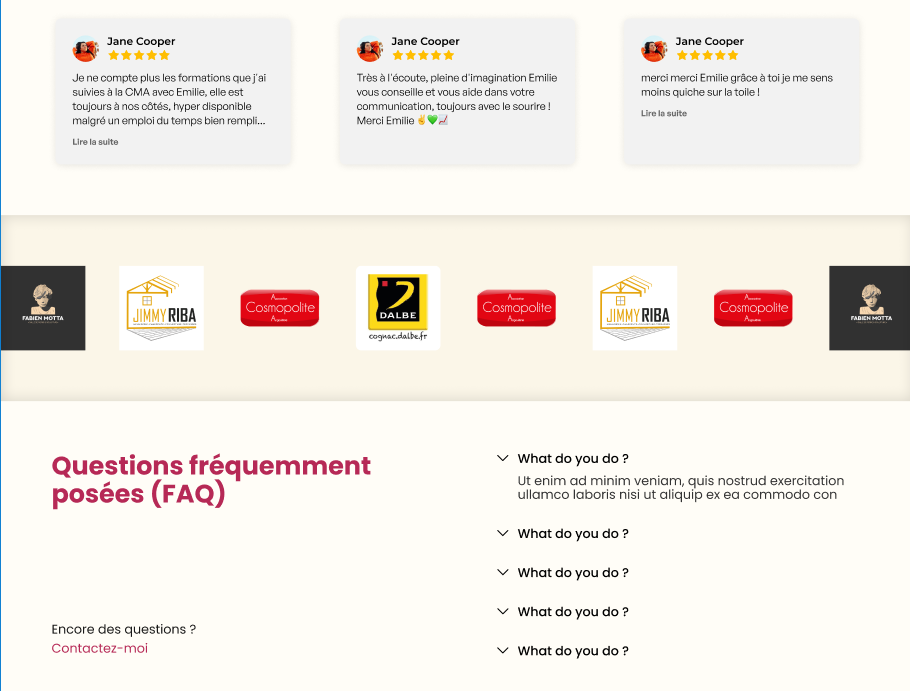 Jane Cooper
Je ne compte plus les formations que j'ai
suivies à la CMA avec Emilie, elle est
toujours à nos côtés, hyper disponible
malgré un emploi du temps bien rempli...
Lire la suite
Jane Cooper
Très à l'écoute, pleine d'imagination Emilie
vous conseille et vous aide dans votre
communication, toujours avec le sourire !
Merci Emilie ✌💚📈
Jane Cooper
merci merci Emilie grâce à toi je me sens
moins quiche sur la toile !
Lire la suite
FABIEN MOTTA
JIMMY RIBA
Cosmopolite
DALBE
cognac.dalbe.fr
Cosmopolite
JIMMY RIBA
Cosmopolite
FABIEN MOTTA
Questions fréquemment
posées (FAQ)
Encore des questions ?
Contactez-moi
What do you do ?
Ut enim ad minim veniam, quis nostrud exercitation
ullamco laboris nisi ut aliquip ex ea commodo con
What do you do ?
What do you do ?
What do you do ?
What do you do ?